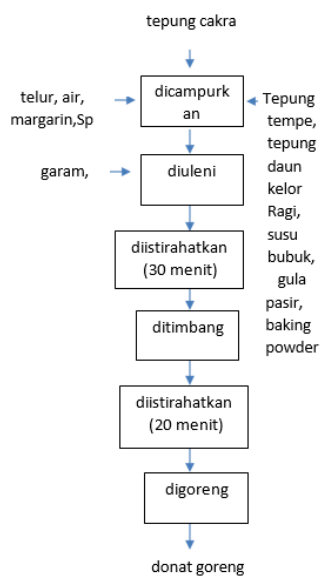 tepung cakra
telur, air,
margarin,Sp
dicampurk
an
Tepung
tempe,
tepung
daun
kelor
Ragi,
susu
bubuk,
gula
pasir,
baking
powder
garam,
diuleni
diistirahatkan
(30 menit)
ditimbang
diistirahatkan
(20 menit)
digoreng
donat goreng